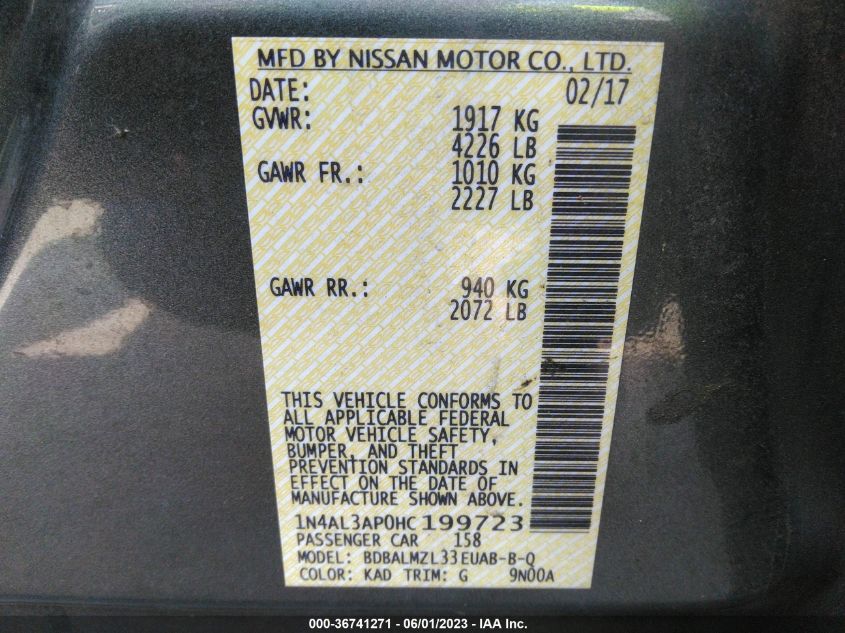 MFD BY NISSAN MOTOR CO., LTD.
DATE: 02/17
GVWR: 1917 KG
4226 LB
GAWR FR.: 1010 KG
2227 LB
GAWR RR.: 940 KG
2072 LB
THIS VEHICLE CONFORMS TO
ALL APPLICABLE FEDERAL
MOTOR VEHICLE SAFETY,
BUMPER, AND THEFT
PREVENTION STANDARDS IN
EFFECT ON THE DATE OF
MANUFACTURE SHOWN ABOVE.
1N4AL3AP0HC199723
PASSENGER CAR 158
MODEL: BDBALMZL33EUAB-B-Q
COLOR: KAD TRIM: G 9N00A
000-36741271 - 06/01/2023 - IAA Inc.